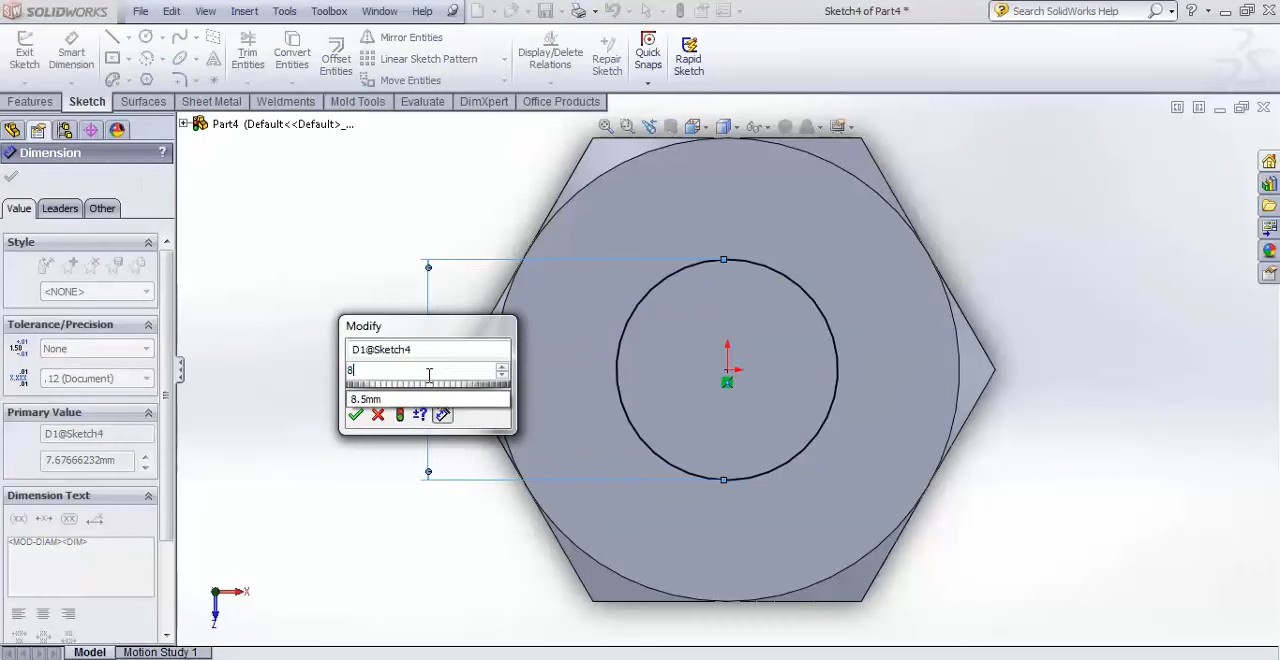 SOLIDWORKS File Edit View Insert Tools Toolbox Window Help Sketch4 of Part4 * Search SolidWorks Help
Exit Sketch
Smart Dimension
Trim Entities
Convert Entities
Offset Entities
Mirror Entities
Linear Sketch Pattern
Move Entities
Display/Delete Relations
Repair Sketch
Quick Snaps
Rapid Sketch
Features Sketch Surfaces Sheet Metal Weldments Mold Tools Evaluate DimXpert Office Products
Part4 (Default<<Default>_...
Dimension ?
Value Leaders Other
Style
<NONE>
Tolerance/Precision
None
.12 (Document)
Primary Value
D1@Sketch4
7.67666232mm
Dimension Text
<MOD-DIAM><DIM>
Modify
D1@Sketch4
8
8.5mm
X
Z
Model Motion Study 1